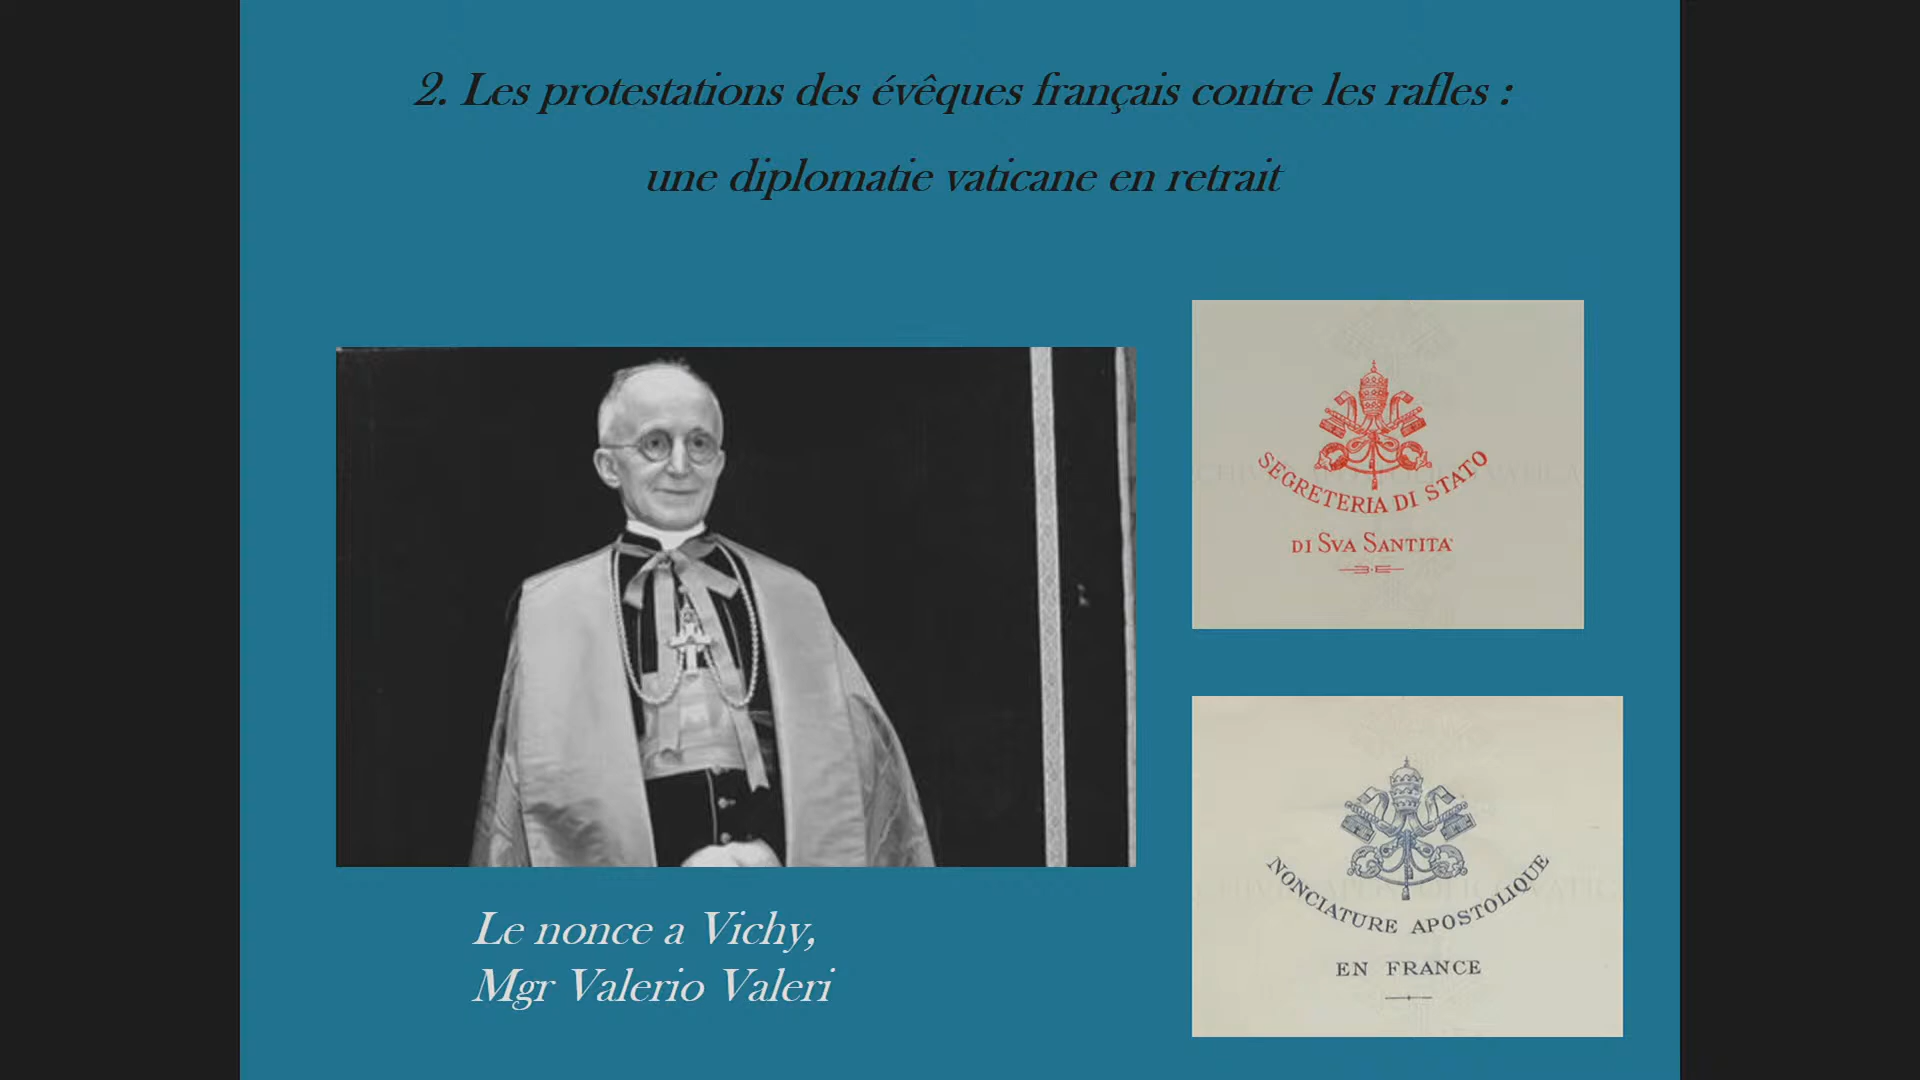 2. Les protestations des évêques français contre les rafles :
une diplomatie vaticane en retrait
SEGRETERIA DI STATO
DI SVA SANTITA'
Le nonce a Vichy,
Mgr Valerio Valeri
NONCIATURE APOSTOLIQUE
EN FRANCE